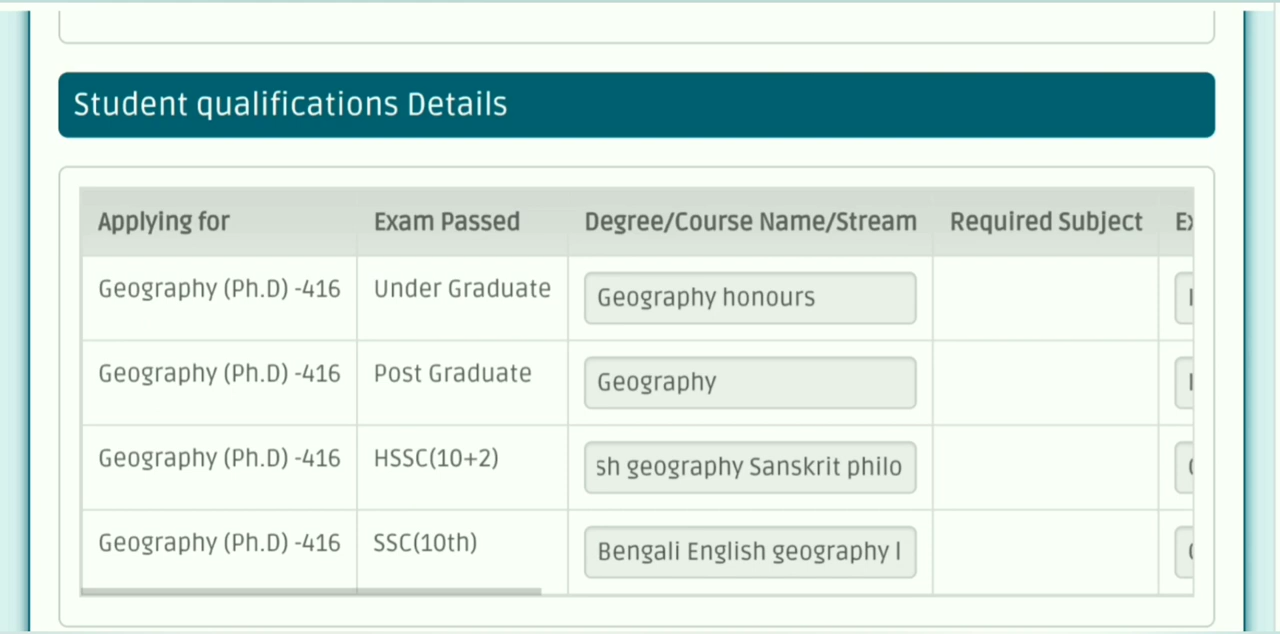 Student qualifications Details
Applying for Exam Passed Degree/Course Name/Stream Required Subject
Geography (Ph.D) -416 Under Graduate Geography honours
Geography (Ph.D) -416 Post Graduate Geography
Geography (Ph.D) -416 HSSC(10+2) sh geography Sanskrit philo
Geography (Ph.D) -416 SSC(10th) Bengali English geography